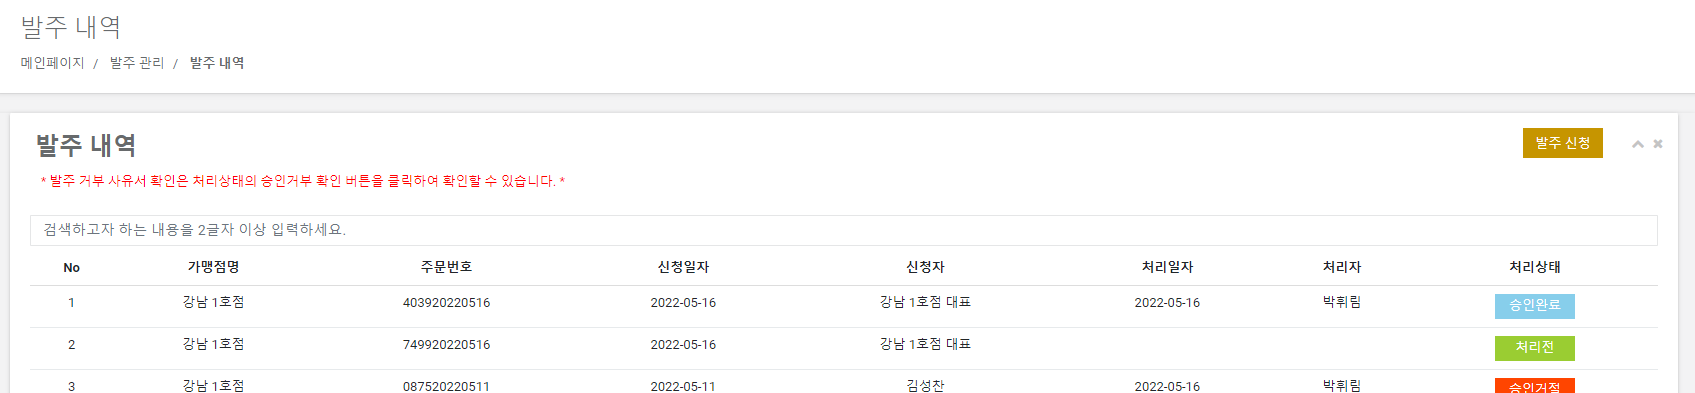 발주 내역
메인페이지 / 발주 관리 / 발주 내역
발주 내역
발주 신청
* 발주 거부 사유서 확인은 처리상태의 승인거부 확인 버튼을 클릭하여 확인할 수 있습니다. *
검색하고자 하는 내용을 2글자 이상 입력하세요.
No 가맹점명 주문번호 신청일자 신청자 처리일자 처리자 처리상태
1 강남 1호점 403920220516 2022-05-16 강남 1호점 대표 2022-05-16 박휘림 승인완료
2 강남 1호점 749920220516 2022-05-16 강남 1호점 대표 처리전
3 강남 1호점 087520220511 2022-05-11 김성찬 2022-05-16 박휘림 승인거절